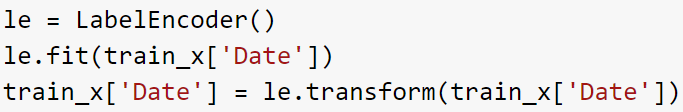 le = LabelEncoder()
le.fit(train_x['Date'])
train_x['Date'] = le.transform(train_x['Date'])